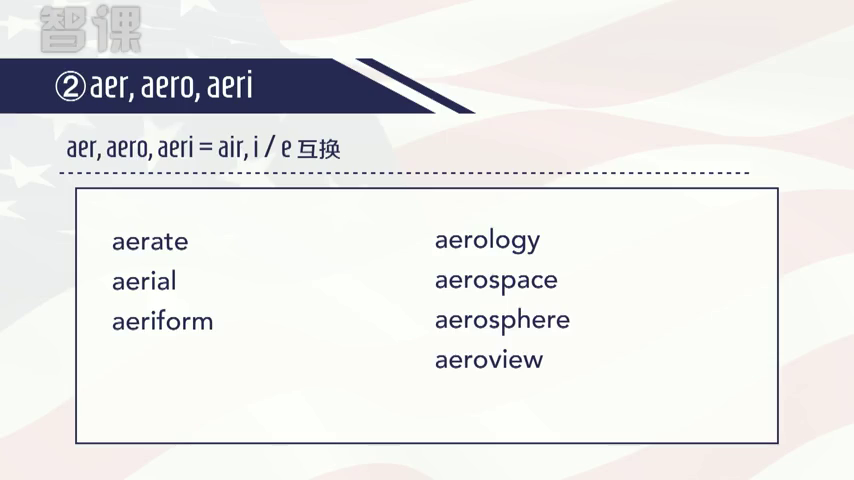 智课
②aer, aero, aeri
aer, aero, aeri = air, i / e 互换
aerate
aerial
aeriform
aerology
aerospace
aerosphere
aeroview